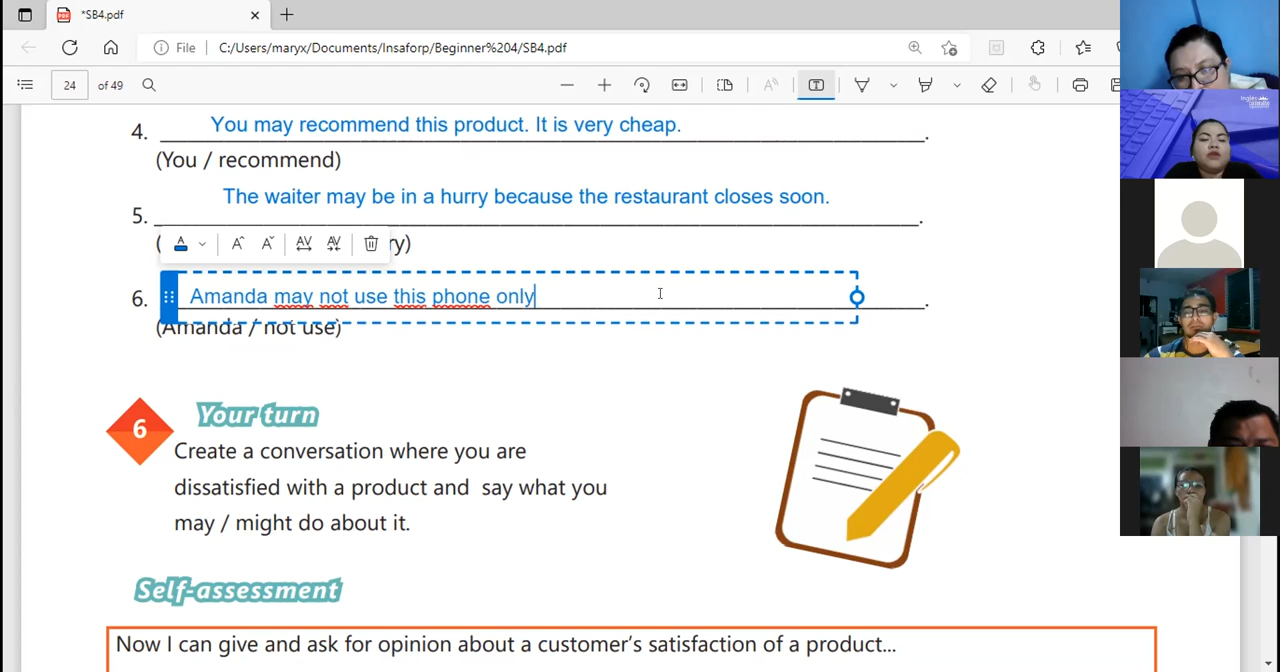 *SB4.pdf
File C:/Users/maryx/Documents/Insaforp/Beginner%204/SB4.pdf
24 of 49
4. You may recommend this product. It is very cheap.
(You / recommend)
The waiter may be in a hurry because the restaurant closes soon.
5.
( ry)
6. Amanda may not use this phone only
(Amanda / not use)
6 Your turn
Create a conversation where you are
dissatisfied with a product and say what you
may / might do about it.
Self-assessment
Now I can give and ask for opinion about a customer's satisfaction of a product...